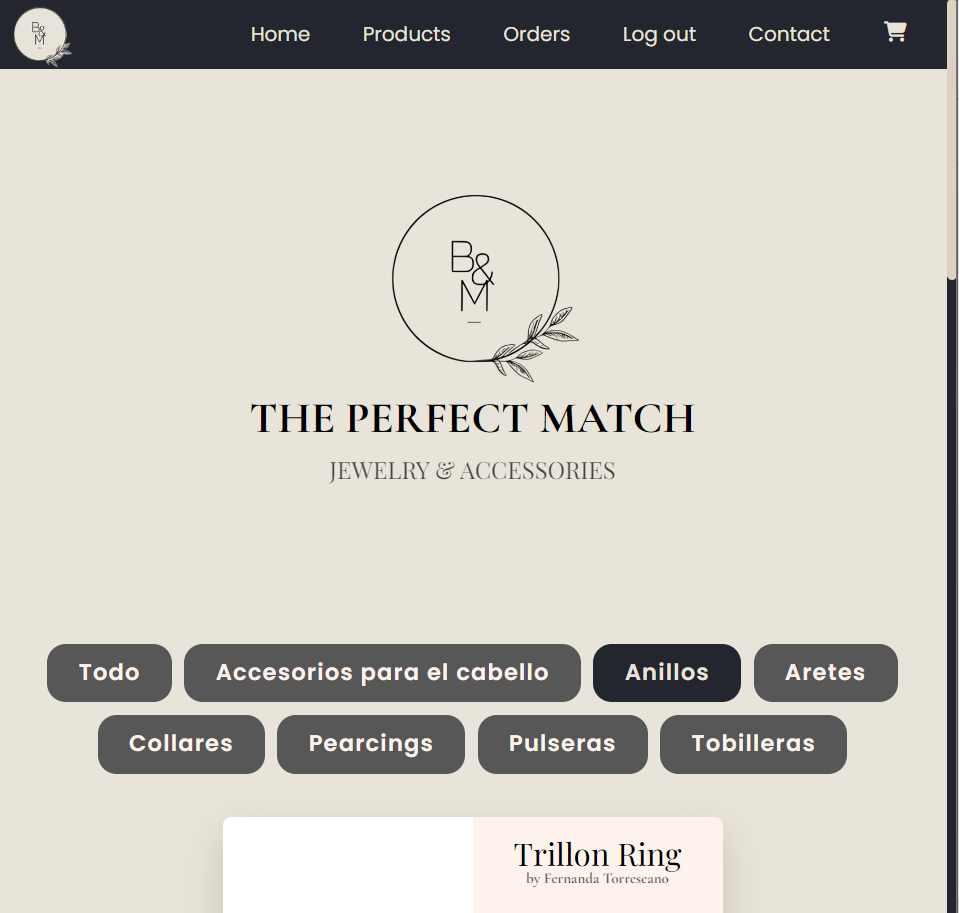 B&M
Home Products Orders Log out Contact
B&
M
THE PERFECT MATCH
JEWELRY & ACCESSORIES
Todo Accesorios para el cabello Anillos Aretes
Collares Pearcings Pulseras Tobilleras
Trillon Ring
by Fernanda Torrescano